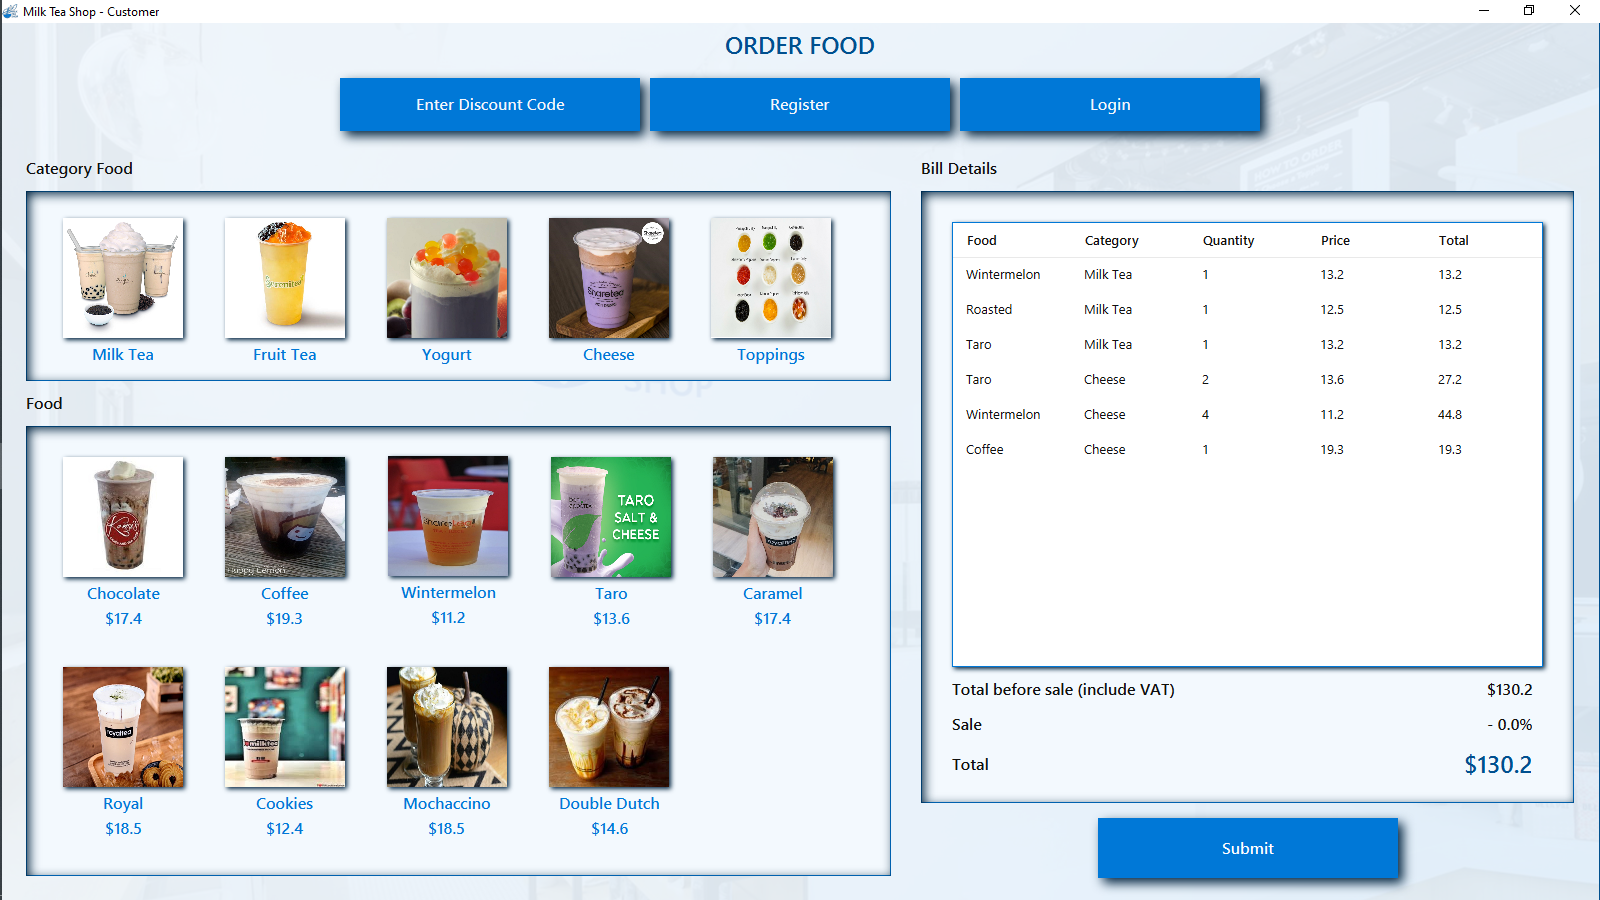 Milk Tea Shop - Customer
ORDER FOOD
Enter Discount Code
Register
Login
Category Food
Milk Tea
Fruit Tea
Yogurt
Sharetea
Cheese
Toppings
Food
Chocolate
$17.4
Happy Lemon
Coffee
$19.3
Wintermelon
$11.2
TARO
SALT &
CHEESE
Taro
$13.6
Caramel
$17.4
royaltea
Royal
$18.5
Cookies
$12.4
Mochaccino
$18.5
Double Dutch
$14.6
Bill Details
Food Category Quantity Price Total
Wintermelon Milk Tea 1 13.2 13.2
Roasted Milk Tea 1 12.5 12.5
Taro Milk Tea 1 13.2 13.2
Taro Cheese 2 13.6 27.2
Wintermelon Cheese 4 11.2 44.8
Coffee Cheese 1 19.3 19.3
Total before sale (include VAT) $130.2
Sale - 0.0%
Total $130.2
Submit
SHOP